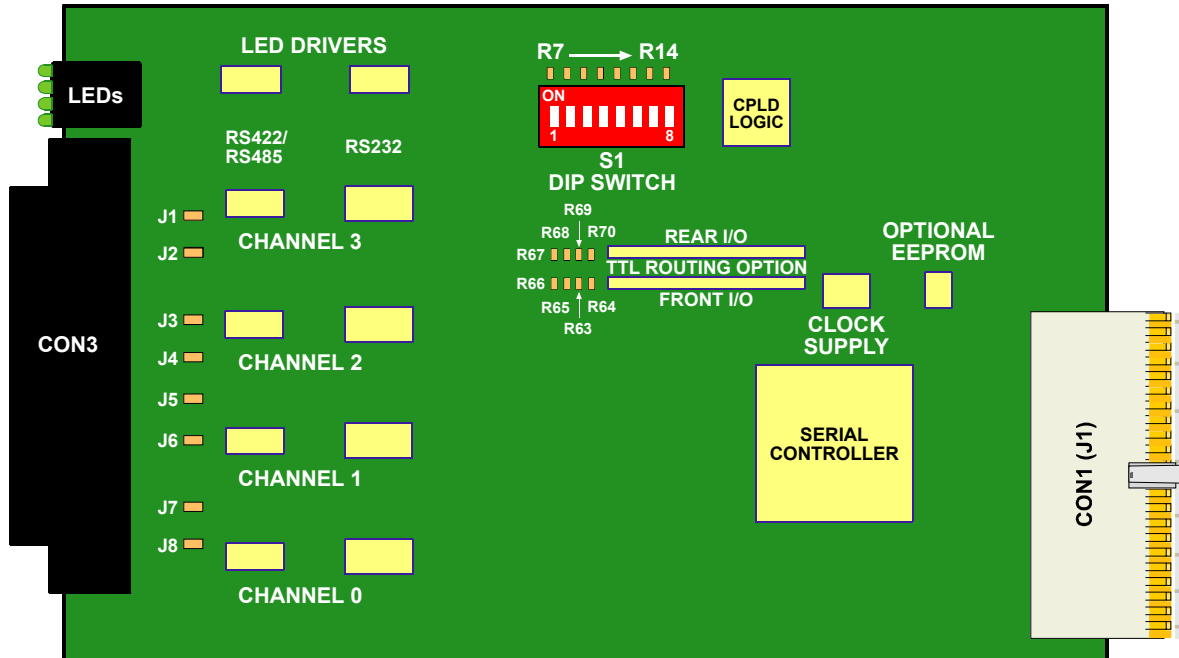 LED DRIVERS
R7
R14
LEDs
ON
1
8
CPLD
LOGIC
RS422/
RS485
RS232
S1
DIP SWITCH
J1
CHANNEL 3
J2
R69
R68
R70
R67
REAR I/O
TTL ROUTING OPTION
R66
FRONT I/O
R65
R64
R63
OPTIONAL
EEPROM
CLOCK
SUPPLY
CON3
J3
CHANNEL 2
J4
J5
J6
CHANNEL 1
SERIAL
CONTROLLER
CON1 (J1)
J7
J8
CHANNEL 0